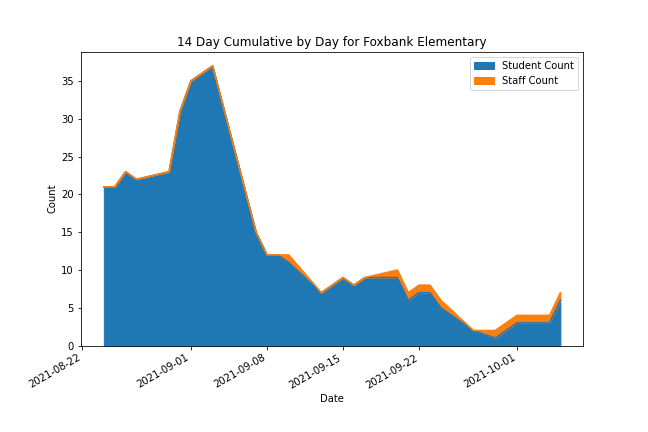 14 Day Cumulative by Day for Foxbank Elementary
Student Count
Staff Count
Count
35
30
25
20
15
10
5
0
2021-08-22
2021-09-01
2021-09-08
2021-09-15
2021-09-22
2021-10-01
Date